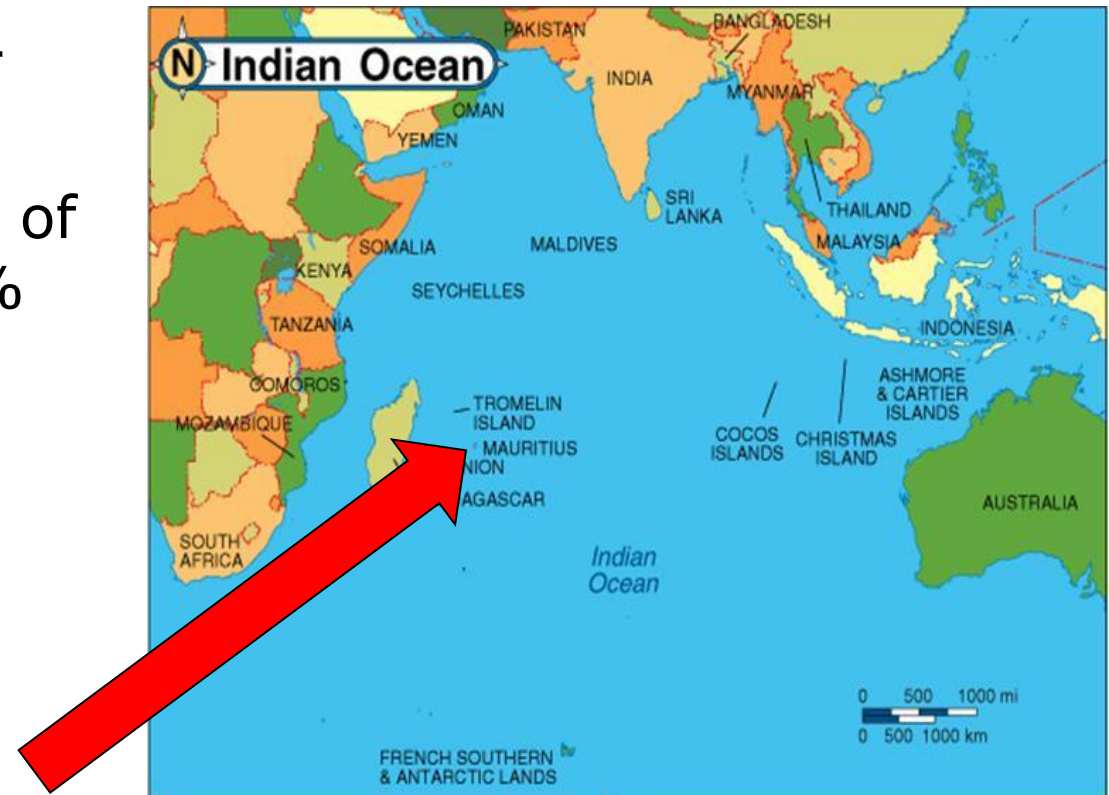 of
%
N Indian Ocean
PAKISTAN
BANGLADESH
INDIA
MYANMAR
OMAN
YEMEN
SRI
LANKA
THAILAND
SOMALIA
MALDIVES
MALAYSIA
KENYA
SEYCHELLES
TANZANIA
INDONESIA
COMOROS
ASHMORE
& CARTIER
ISLANDS
TROMELIN
ISLAND
MOZAMBIQUE
MAURITIUS
COCOS
ISLANDS
CHRISTMAS
ISLAND
NION
AGASCAR
AUSTRALIA
SOUTH
AFRICA
Indian
Ocean
0 500 1000 mi
0 500 1000 km
FRENCH SOUTHERN
& ANTARCTIC LANDS